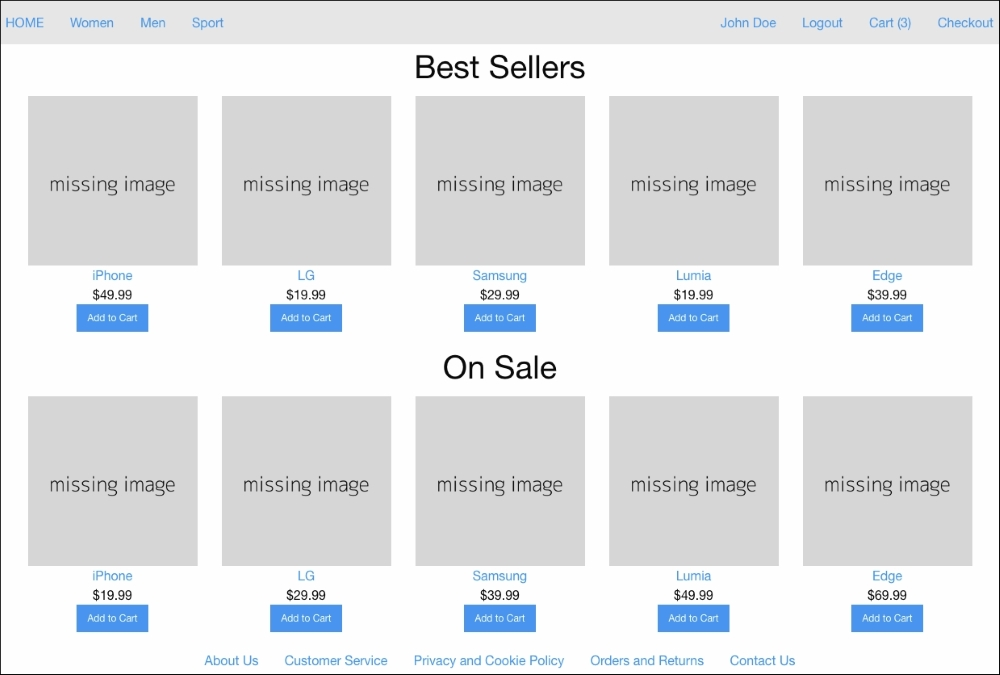 HOME Women Men Sport John Doe Logout Cart (3) Checkout
Best Sellers
missing image missing image missing image missing image missing image
iPhone LG Samsung Lumia Edge
$49.99 $19.99 $29.99 $19.99 $39.99
Add to Cart Add to Cart Add to Cart Add to Cart Add to Cart
On Sale
missing image missing image missing image missing image missing image
iPhone LG Samsung Lumia Edge
$19.99 $29.99 $39.99 $49.99 $69.99
Add to Cart Add to Cart Add to Cart Add to Cart Add to Cart
About Us Customer Service Privacy and Cookie Policy Orders and Returns Contact Us